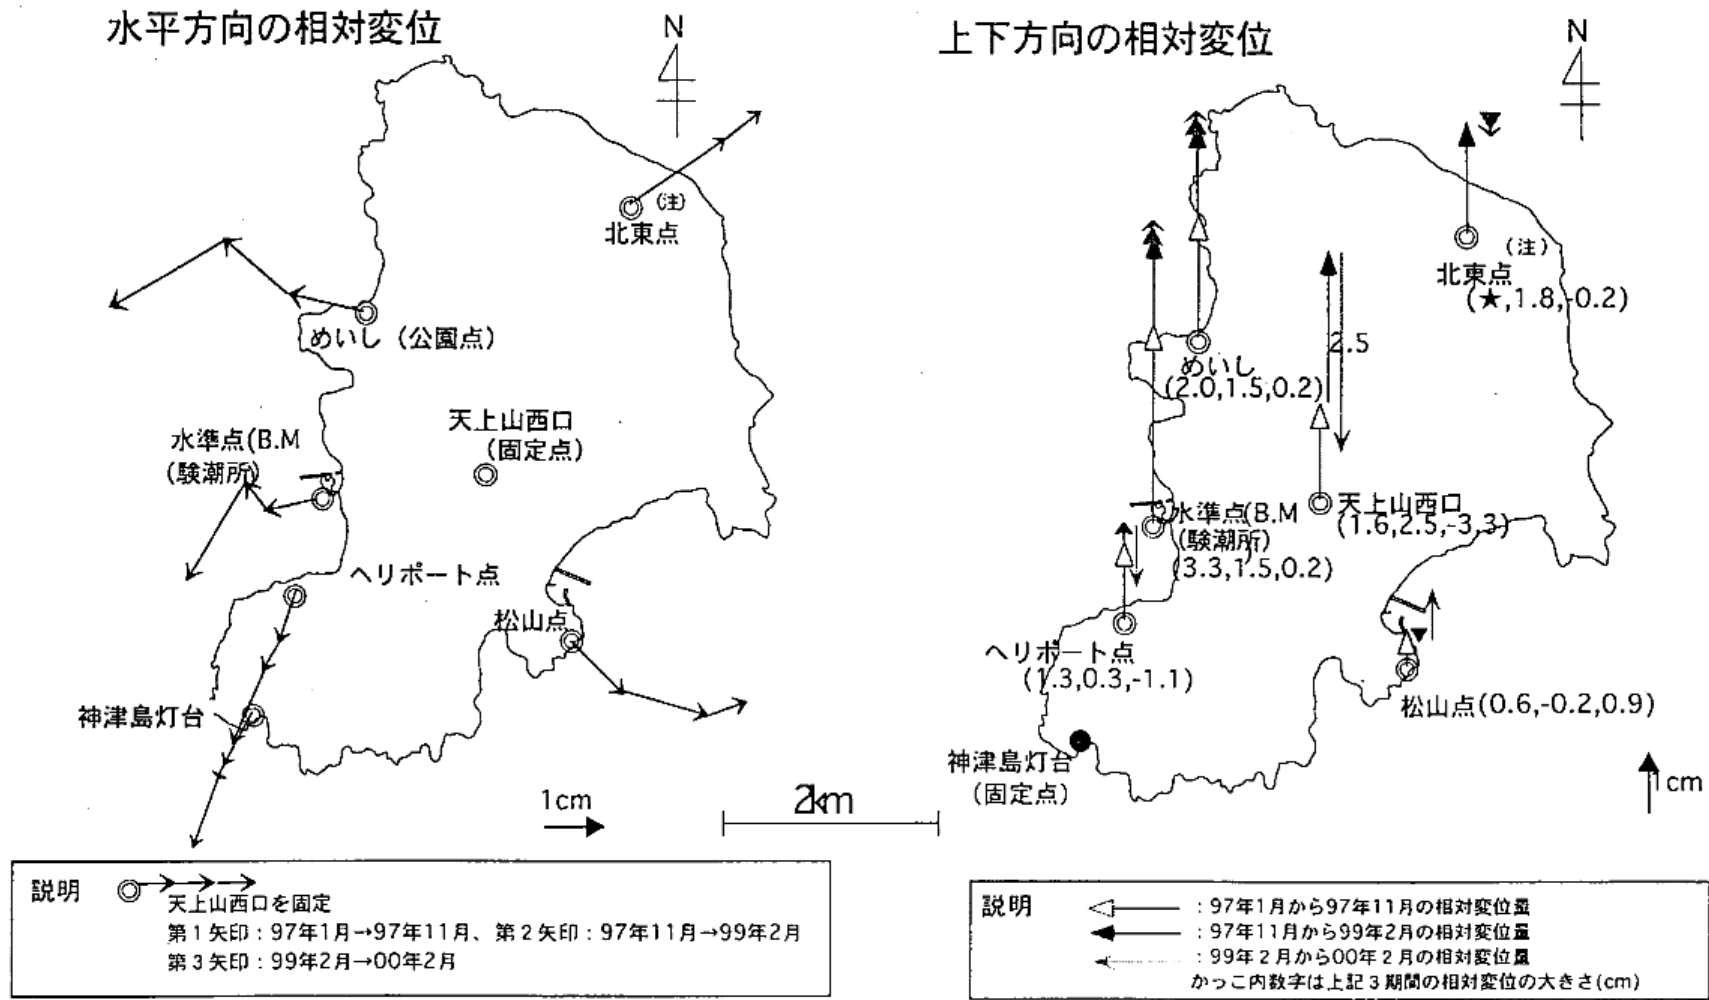 水平方向の相対変位
N
(注)
北東点
めいし（公園点）
天上山西口
（固定点）
水準点(B.M
(験潮所)
ヘリポート点
松山点
神津島灯台
1cm
2km
説明
天上山西口を固定
第1矢印：97年1月→97年11月、第2矢印：97年11月→99年2月
第3矢印：99年2月→00年2月
上下方向の相対変位
N
(注)
北東点
(★,1.8,-0.2)
2.5
めいし
(2.0,1.5,0.2)
天上山西口
(1.6,2.5,-3.3)
水準点(B.M
(験潮所)
(3.3,1.5,0.2)
ヘリポート点
(1.3,0.3,-1.1)
松山点(0.6,-0.2,0.9)
神津島灯台
（固定点）
1cm
説明
：97年1月から97年11月の相対変位量
：97年11月から99年2月の相対変位量
：99年2月から00年2月の相対変位量
かっこ内数字は上記3期間の相対変位の大きさ(cm)